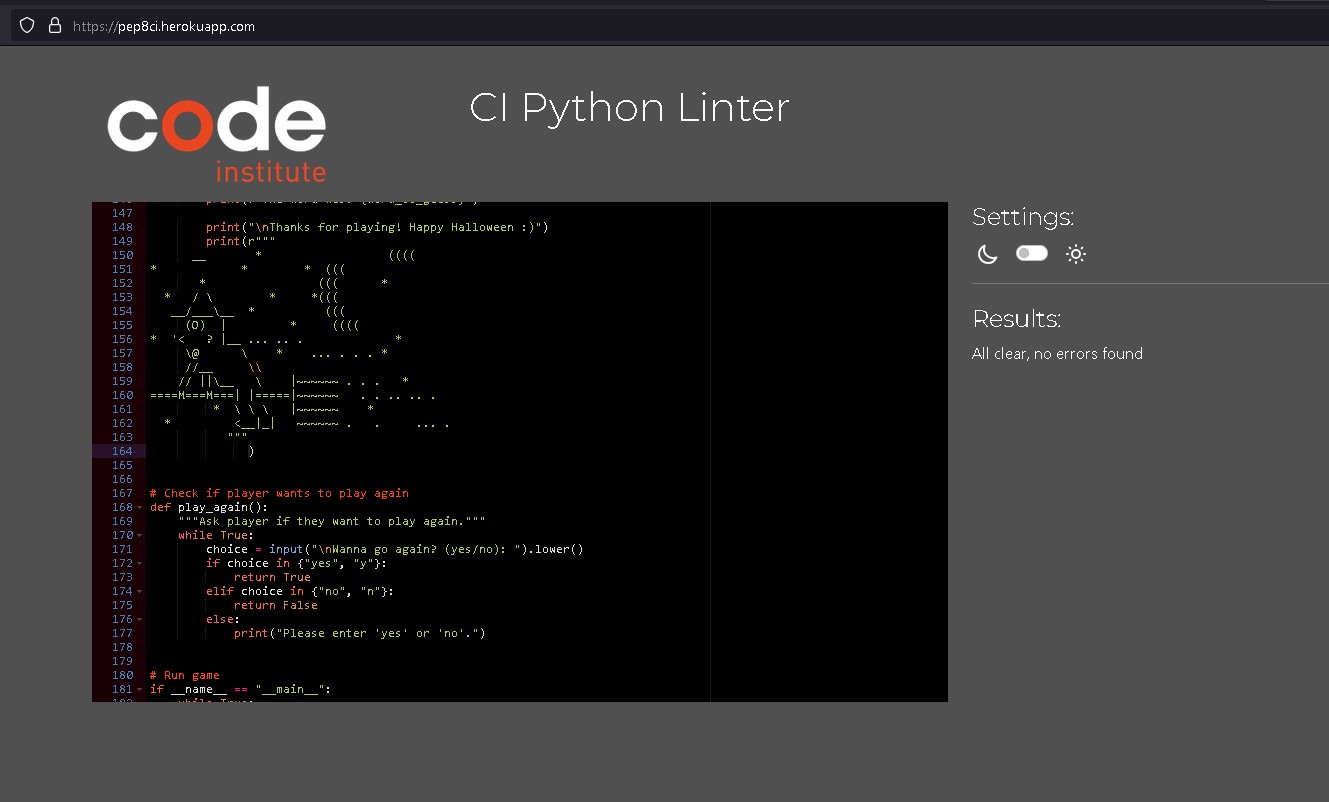 https://pep8ci.herokuapp.com
code
institute
CI Python Linter
147
148         print("\nThanks for playing! Happy Halloween :)")
149         print(r"""
150       __       *                  ((((
151 *            *        *  (((
152        *                (((      *
153   *   / \        *     *(((
154    __/___\__  *          (((
155      (O)  |         *     ((((
156 *  '<   ? |__ ... .. .             *
157      \@      \    *    ... . . . *
158      //__     \\
159     // ||\__   \    |~~~~~~ . . .   *
160 ====M===M===| |=====|~~~~~~   . . .. .. .
161          *  \ \ \   |~~~~~~    *
162   *         <__|_|   ~~~~~~ .   .     ... .
163            """
164               )
165
166
167 # Check if player wants to play again
168 def play_again():
169     """Ask player if they want to play again."""
170     while True:
171         choice = input("\nWanna go again? (yes/no): ").lower()
172         if choice in {"yes", "y"}:
173             return True
174         elif choice in {"no", "n"}:
175             return False
176         else:
177             print("Please enter 'yes' or 'no'.")
178
179
180 # Run game
181 if __name__ == "__main__":
Settings:
Results:
All clear, no errors found